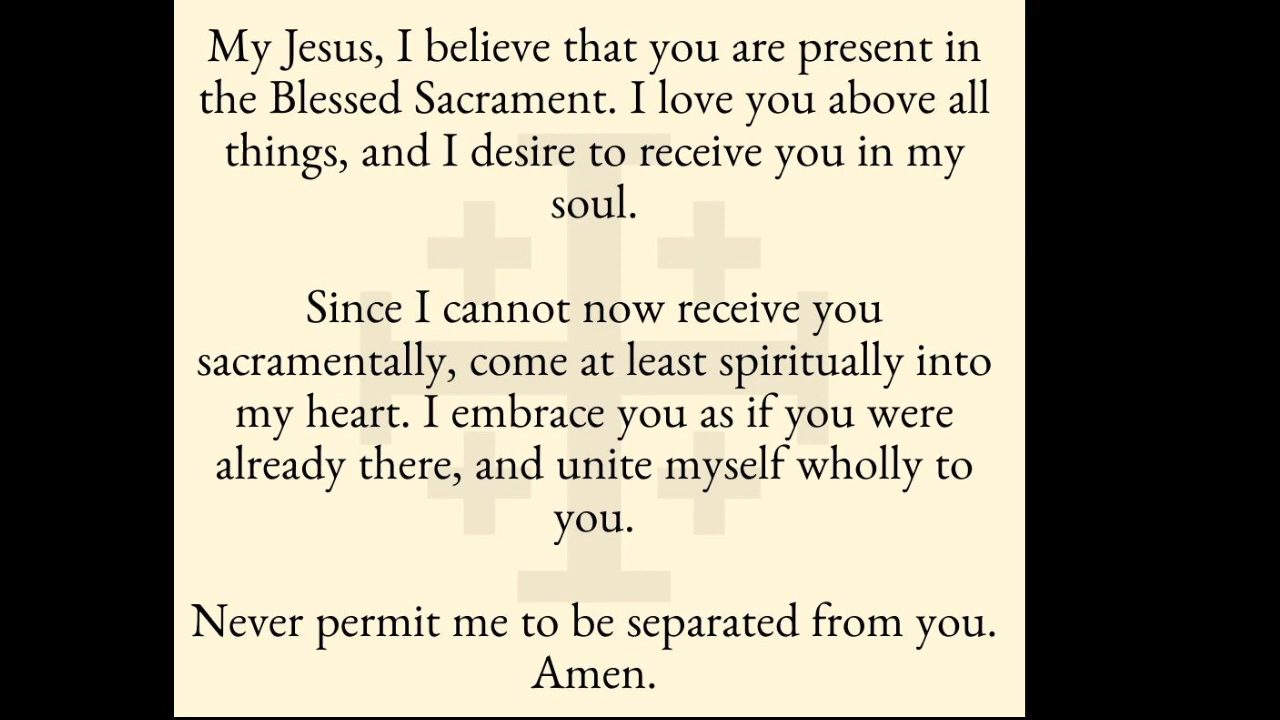 My Jesus, I believe that you are present in
the Blessed Sacrament. I love you above all
things, and I desire to receive you in my
soul.
Since I cannot now receive you
sacramentally, come at least spiritually into
my heart. I embrace you as if you were
already there, and unite myself wholly to
you.
Never permit me to be separated from you.
Amen.